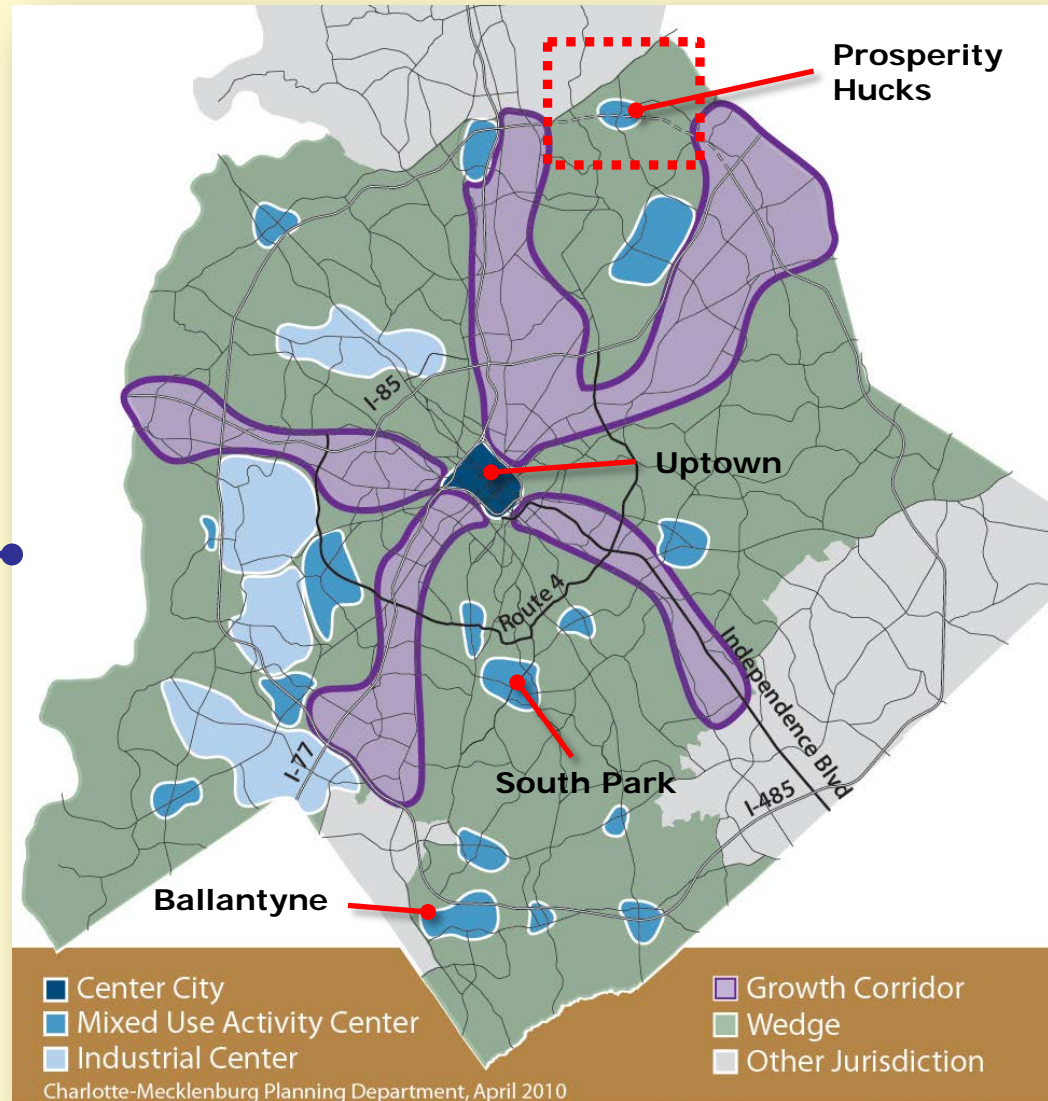 Prosperity
Hucks
I-85
Uptown
Route 4
Independence Blvd
I-77
South Park
I-485
Ballantyne
Center City
Mixed Use Activity Center
Industrial Center
Growth Corridor
Wedge
Other Jurisdiction
Charlotte-Mecklenburg Planning Department, April 2010